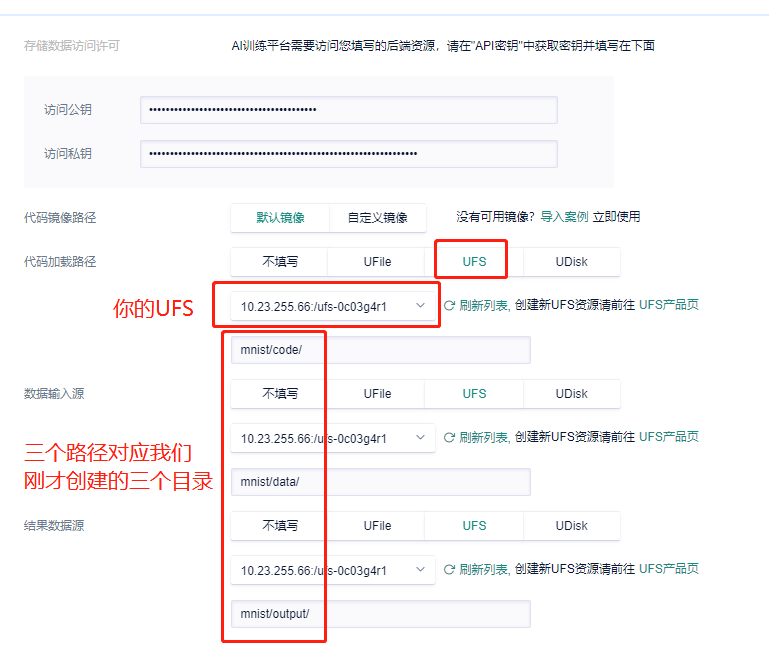 存储数据访问许可 AI训练平台需要访问您填写的后端资源，请在"API密钥"中获取密钥并填写在下面
访问公钥
访问私钥
代码镜像路径 默认镜像 自定义镜像 没有可用镜像？导入案例 立即使用
代码加载路径 不填写 UFile UFS UDisk
你的UFS 10.23.255.66:/ufs-0c03g4r1 刷新列表, 创建新UFS资源请前往 UFS产品页
mnist/code/
数据输入源 不填写 UFile UFS UDisk
10.23.255.66:/ufs-0c03g4r1 刷新列表, 创建新UFS资源请前往 UFS产品页
三个路径对应我们
刚才创建的三个目录
mnist/data/
结果数据源 不填写 UFile UFS UDisk
10.23.255.66:/ufs-0c03g4r1 刷新列表, 创建新UFS资源请前往 UFS产品页
mnist/output/